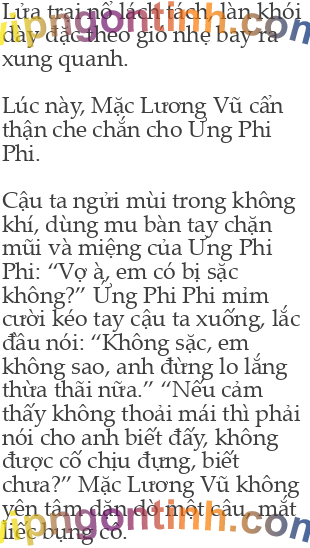 Lửa trại nổ lách tách, làn khói
dày đặc theo gió nhẹ bay ra
xung quanh.
Lúc này, Mặc Lương Vũ cẩn
thận che chắn cho Ưng Phi
Phi.
Cậu ta ngửi mùi trong không
khí, dùng mu bàn tay chặn
mũi và miệng của Ưng Phi
Phi: “Vợ à, em có bị sặc
không?” Ưng Phi Phi mỉm
cười kéo tay cậu ta xuống, lắc
đầu nói: “Không sặc, em
không sao, anh đừng lo lắng
thừa thãi nữa.” “Nếu cảm
thấy không thoải mái thì phải
nói cho anh biết đấy, không
được cố chịu đựng, biết
chưa?” Mặc Lương Vũ không
yên tâm dặn dò một câu, mắt
liếc bụng cô.
vipngontinh.com
vipngontinh.com